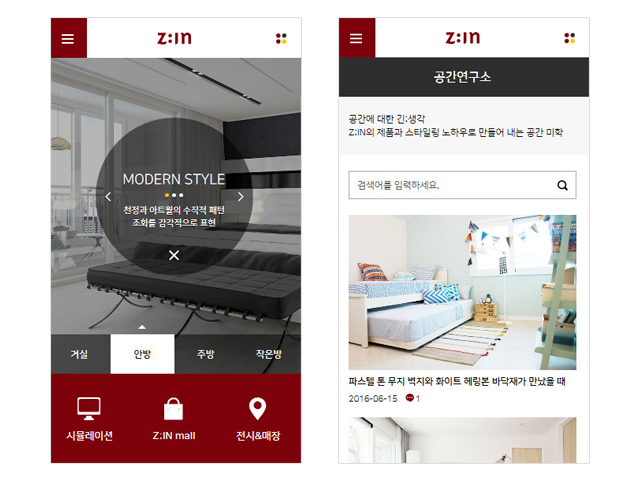 Z:IN
MODERN STYLE
천정과 아트월의 수직적 패턴
조화를 감각적으로 표현
거실
안방
주방
작은방
시뮬레이션
Z:IN mall
전시&매장
Z:IN
공간연구소
공간에 대한 긴;생각
Z:IN의 제품과 스타일링 노하우로 만들어 내는 공간 미학
검색어를 입력하세요.
파스텔 톤 무지 벽지와 화이트 헤링본 바닥재가 만났을 때
2016-06-15 1